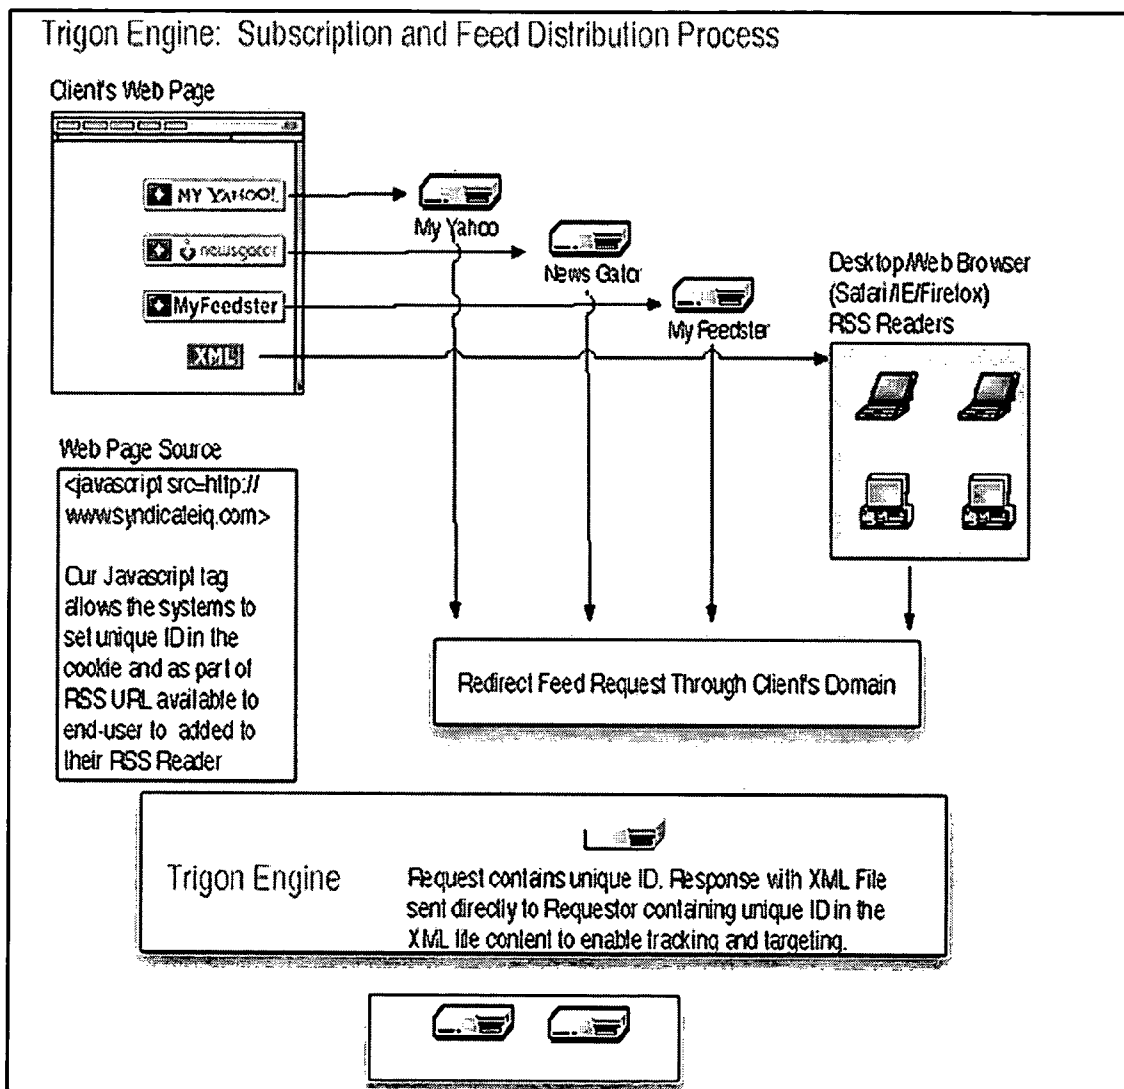 Trigon Engine: Subscription and Feed Distribution Process
Client's Web Page
MY YAHOO!
newsgator
MyFeedster
XML
My Yahoo
News Gator
My Feedster
Desktop/Web Browser
(Safari/IE/Firefox)
RSS Readers
Web Page Source
<javascript src=http://
www.syndicateiq.com>
Our Javascript tag
allows the systems to
set unique ID in the
cookie and as part of
RSS URL available to
end-user to added to
their RSS Reader
Redirect Feed Request Through Client's Domain
Trigon Engine
Request contains unique ID. Response with XML File
sent directly to Requestor containing unique ID in the
XML file content to enable tracking and targeting.